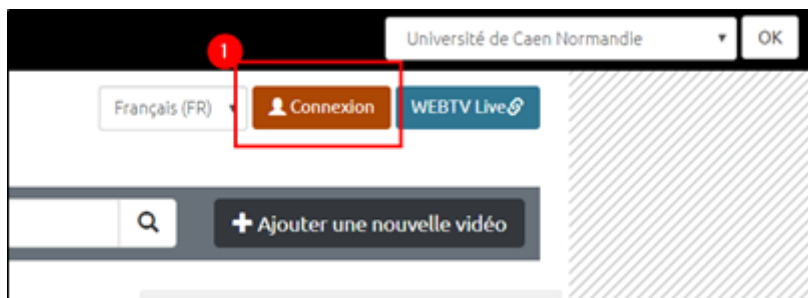 Université de Caen Normandie OK
1
Français (FR) Connexion WEBTV Live
Ajouter une nouvelle vidéo